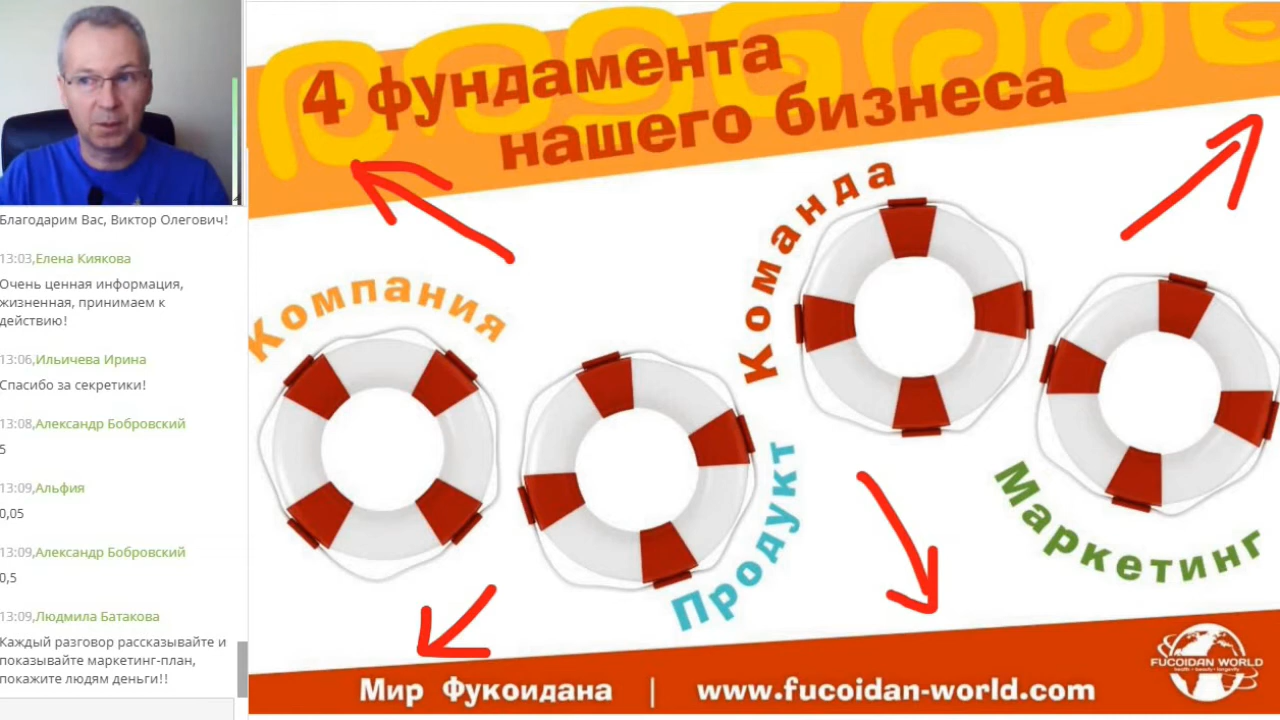 Благодарим Вас, Виктор Олегович!
13:03,Елена Киякова
Очень ценная информация,
жизненная, принимаем к
действию!
13:06,Ильичева Ирина
Спасибо за секретики!
13:08,Александр Бобровский
5
13:09,Альфия
0,05
13:09,Александр Бобровский
0,5
13:09,Людмила Батакова
Каждый разговор рассказывайте и
показывайте маркетинг-план,
покажите людям деньги!!
4 фундамента
нашего бизнеса
Компания
Продукт
Команда
Маркетинг
FUCOIDAN WORLD
health • beauty • longevity
Мир Фукоидана | www.fucoidan-world.com